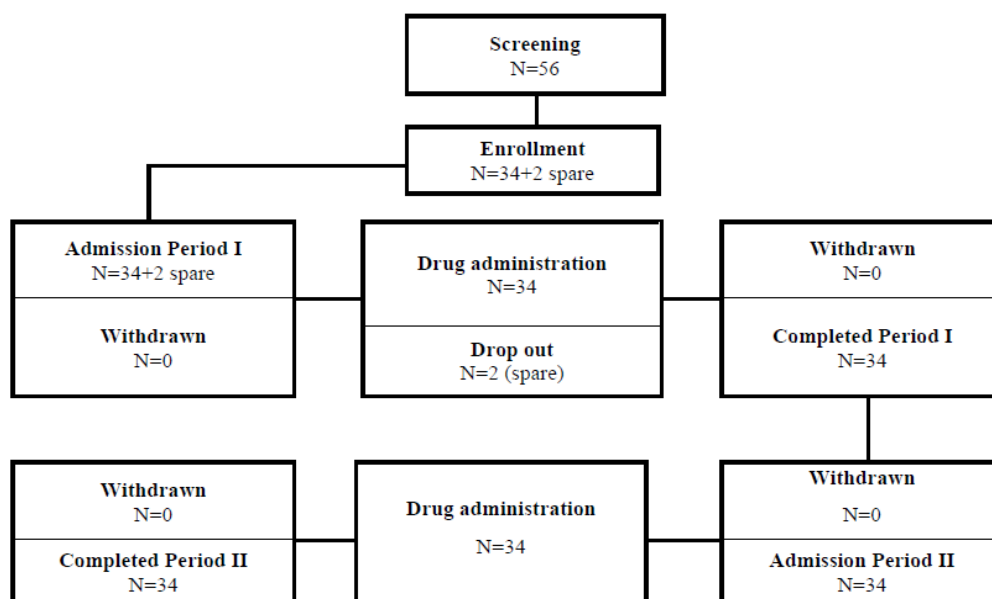 Screening
N=56
Enrollment
N=34+2 spare
Admission Period I
N=34+2 spare
Withdrawn
N=0
Drug administration
N=34
Drop out
N=2 (spare)
Withdrawn
N=0
Completed Period I
N=34
Withdrawn
N=0
Admission Period II
N=34
Drug administration
N=34
Withdrawn
N=0
Completed Period II
N=34